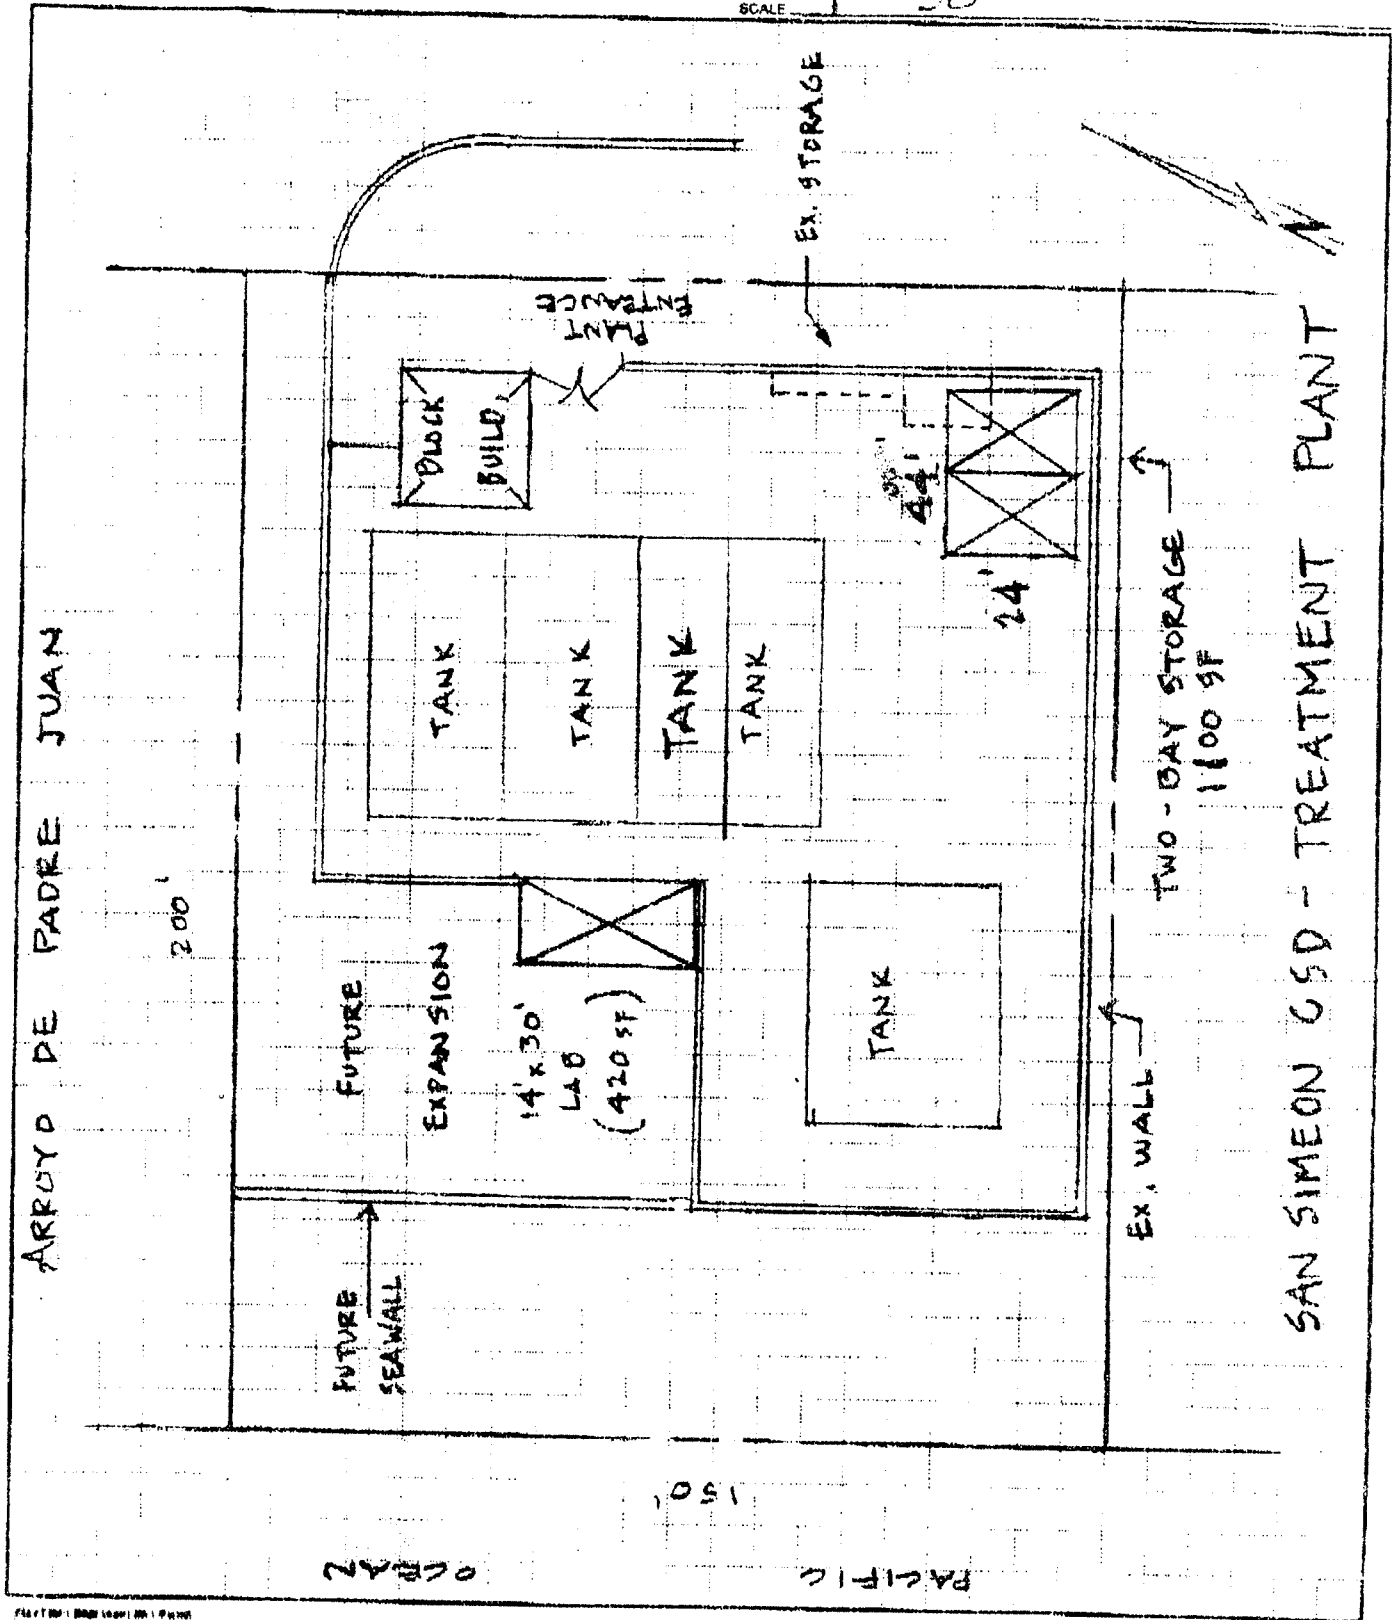 SCALE
ARROYO DE PADRE JUAN
200'
PLANT
ENTRANCE
Ex. STORAGE
BLOCK
BUILD.
TANK
TANK
TANK
TANK
44'
24'
FUTURE
EXPANSION
14' x 30'
LAB
(420 SF)
TANK
FUTURE
SEAWALL
Ex. WALL
TWO-BAY STORAGE
1100 SF
N
150'
PACIFIC OCEAN
SAN SIMEON CSD - TREATMENT PLANT